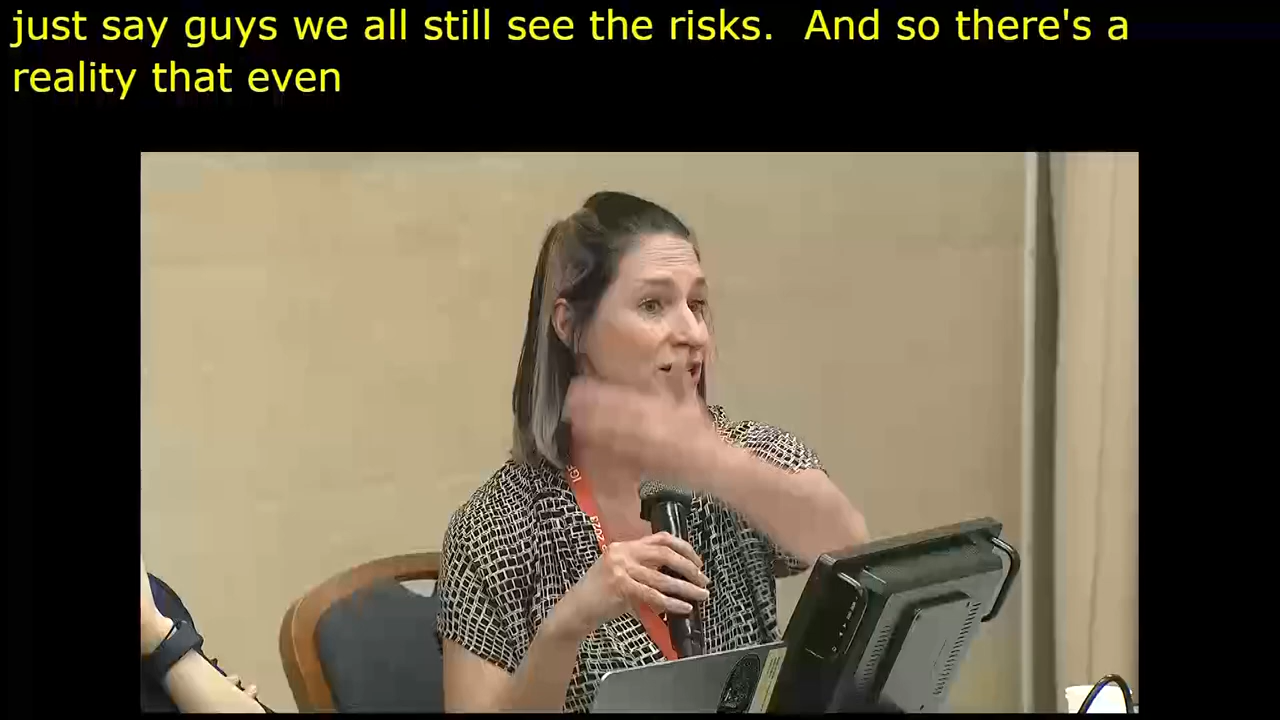 just say guys we all still see the risks.  And so there's a
reality that even